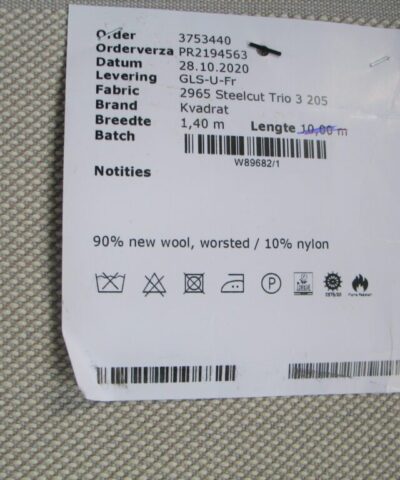 Order 3753440
Orderverza PR2194563
Datum 28.10.2020
Levering GLS-U-Fr
Fabric 2965 Steelcut Trio 3 205
Brand Kvadrat
Breedte 1,40 m Lengte 10,00 m
Batch
W89682/1
Notities
90% new wool, worsted / 10% nylon
P